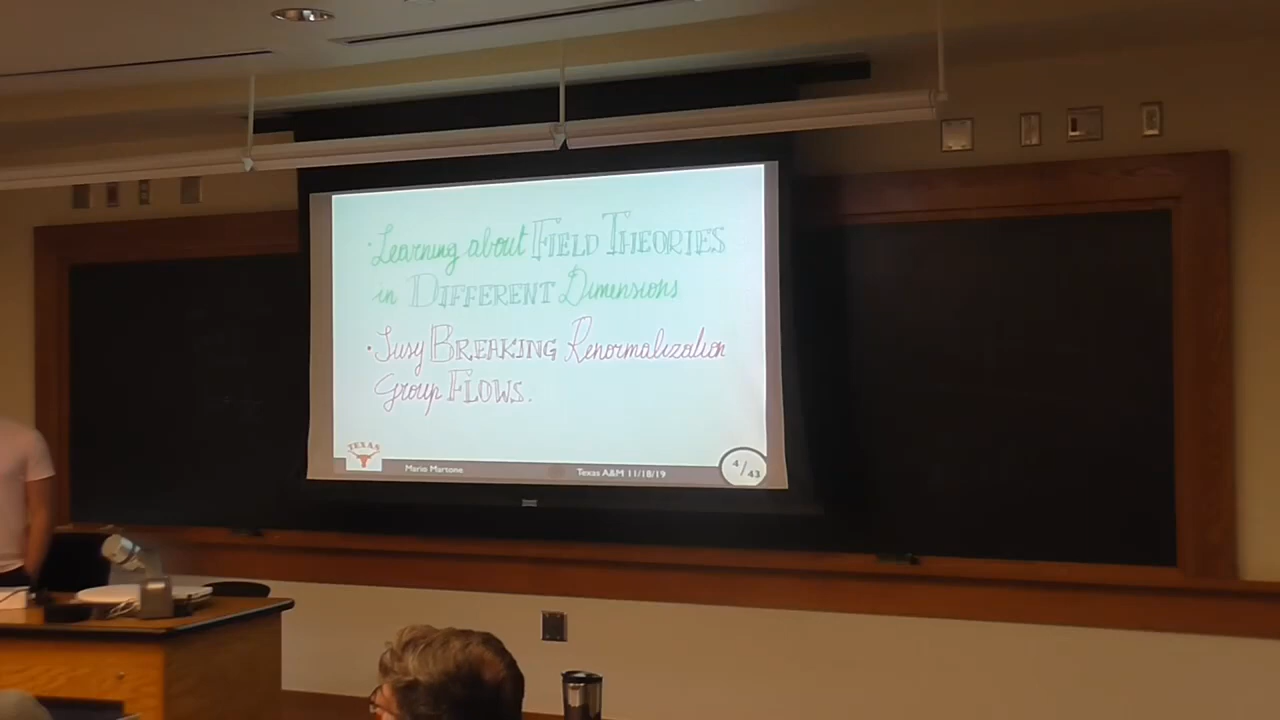 · Learning about FIELD THEORIES
in DIFFERENT Dimensions
· Susy BREAKING Renormalization
Group FLOWS.
TEXAS
Mario Martone
Texas A&M 11/18/19
4/43